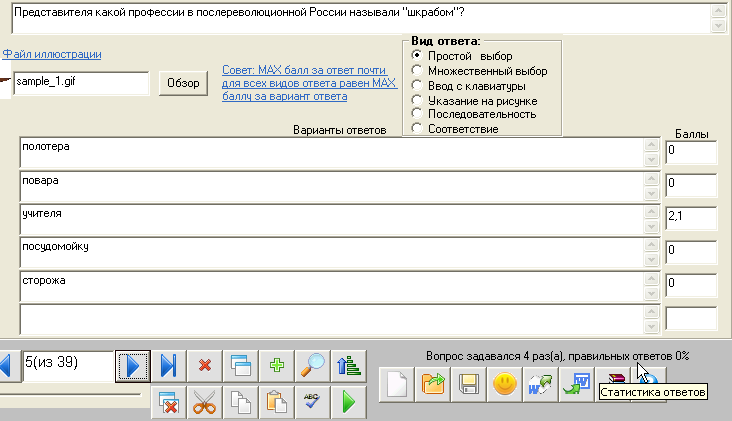 Представителя какой профессии в послереволюционной России называли "шкрабом"?
Файл иллюстрации
sample_1.gif
Обзор
Совет: MAX балл за ответ почти
для всех видов ответа равен MAX
баллу за вариант ответа
Вид ответа:
Простой выбор
Множественный выбор
Ввод с клавиатуры
Указание на рисунке
Последовательность
Соответствие
Варианты ответов
Баллы
полотера
0
повара
0
учителя
2,1
посудомойку
0
сторожа
0
5(из 39)
Вопрос задавался 4 раз(а), правильных ответов 0%
ABC
Статистика ответов